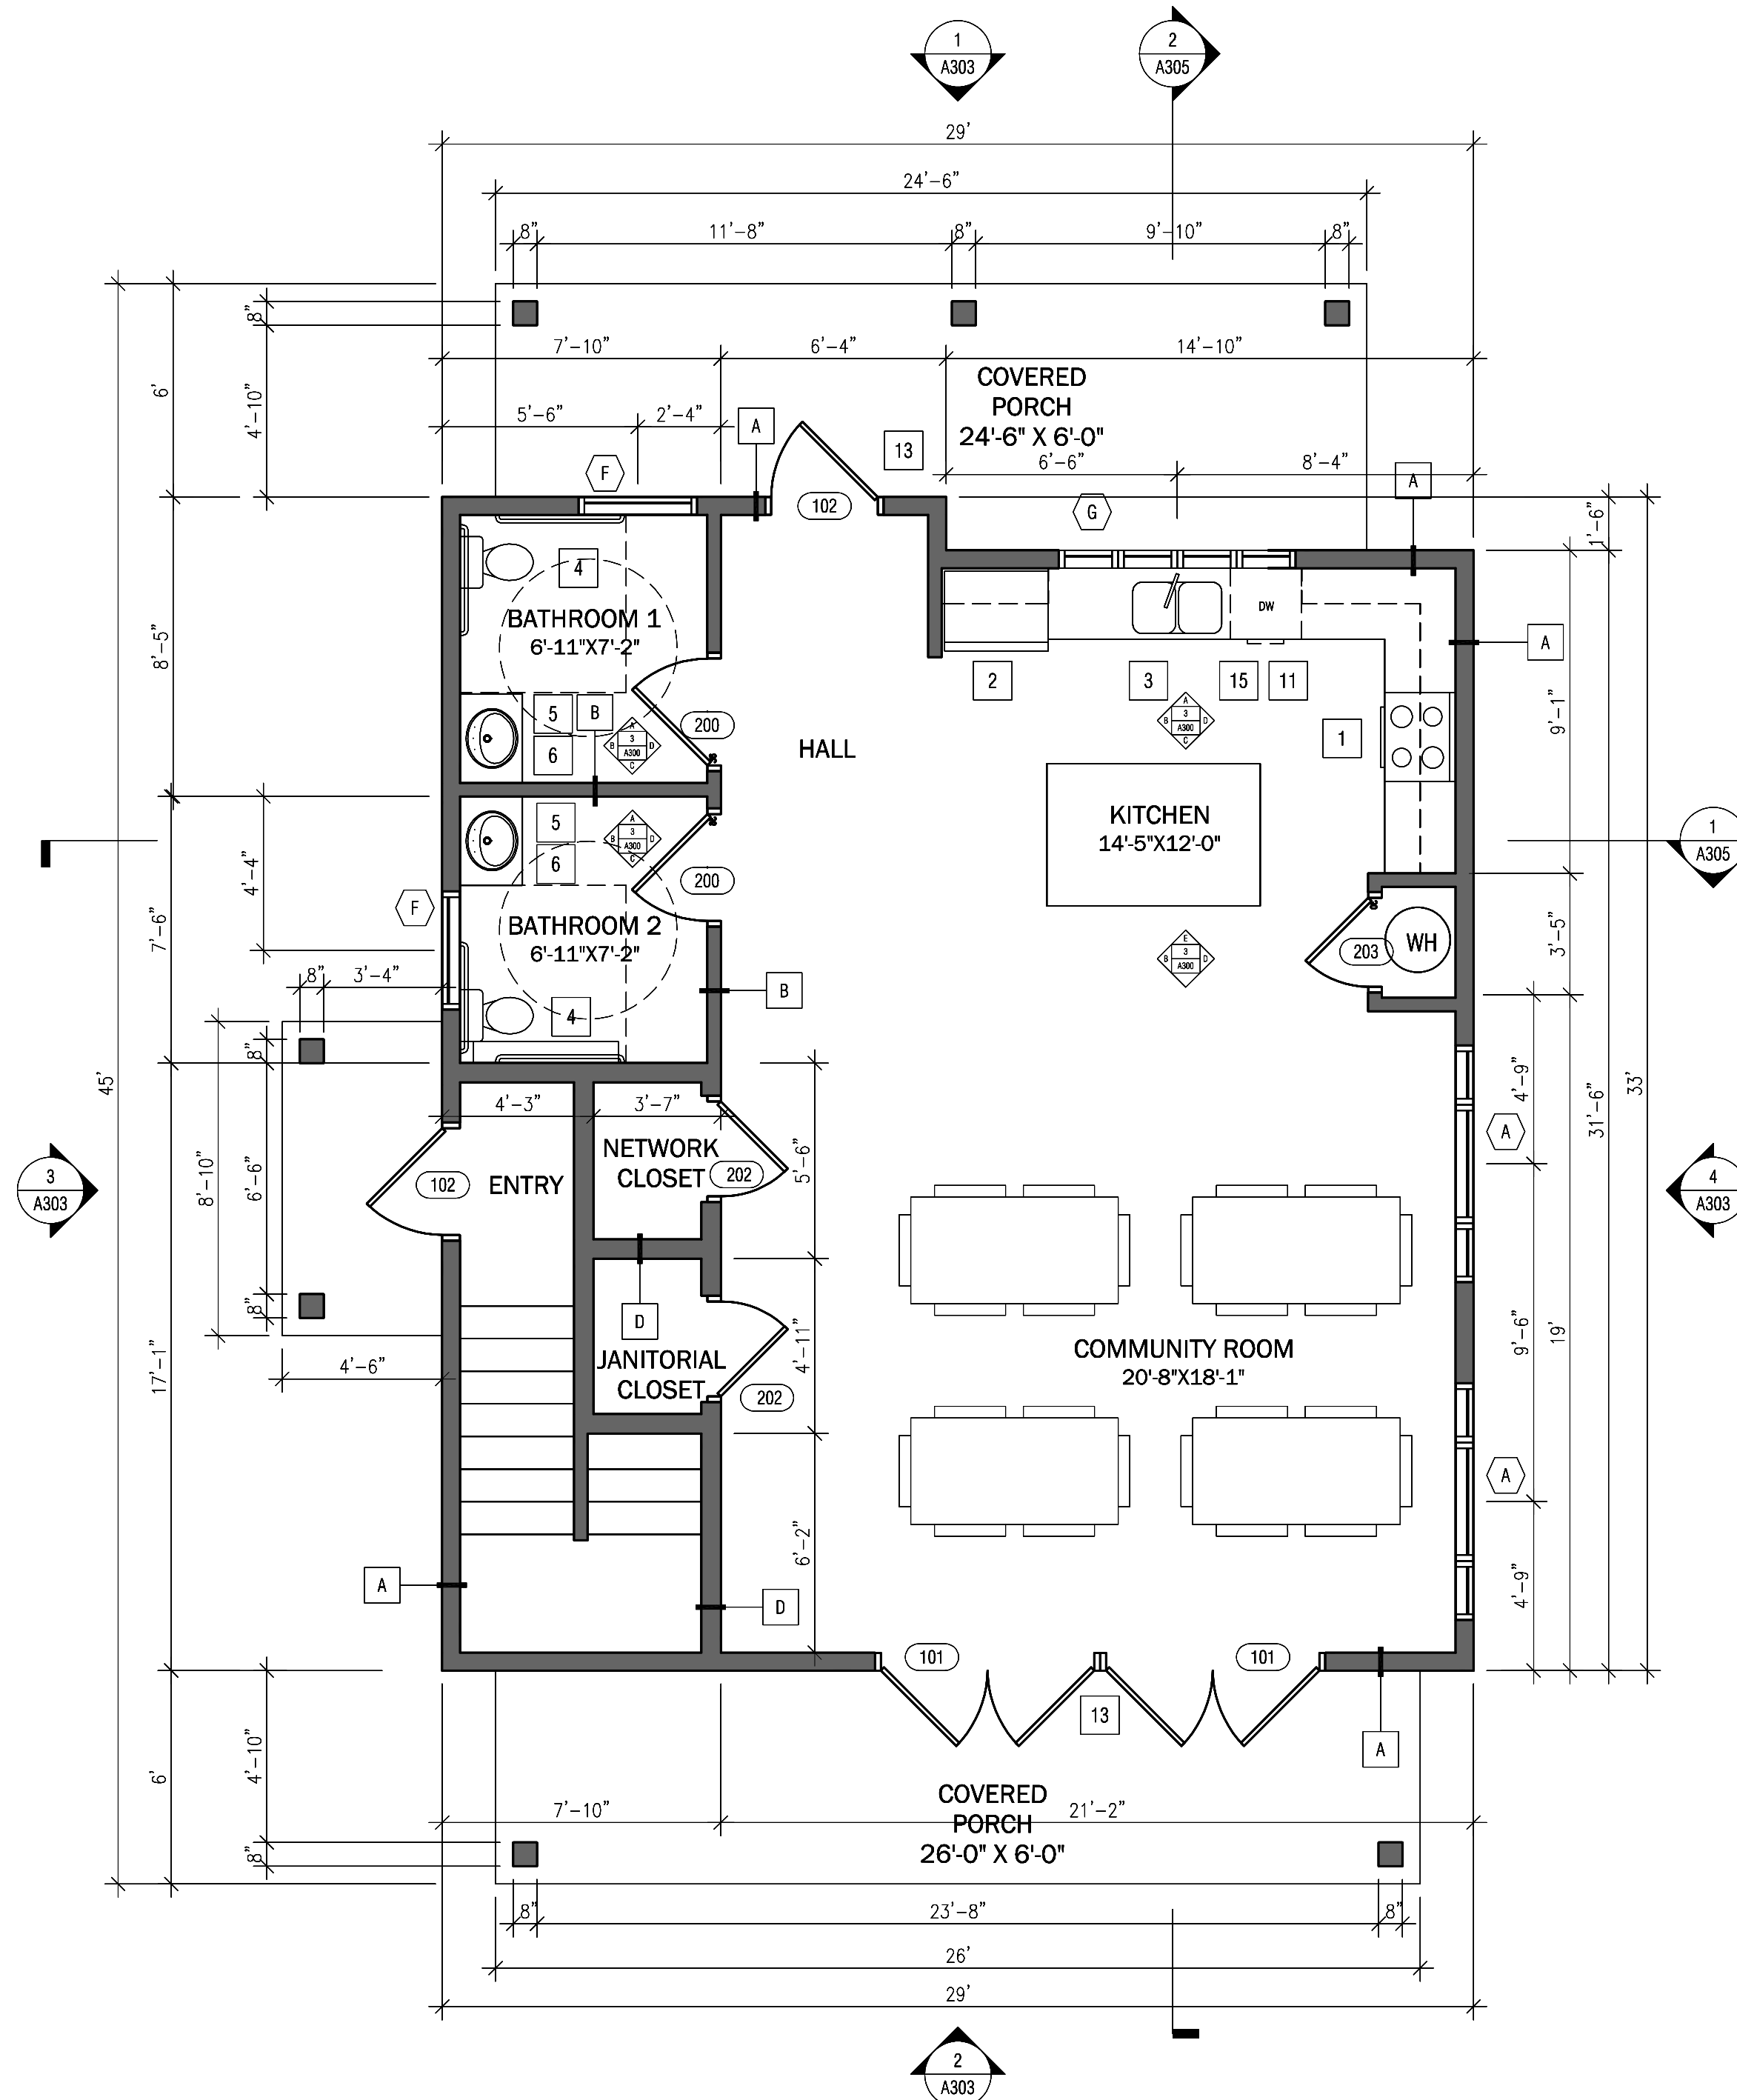 1
A303
2
A305
29'
24'-6"
8"
11'-8"
8"
9'-10"
8"
8"
6'
4'-10"
7'-10"
6'-4"
14'-10"
COVERED
PORCH
24'-6" X 6'-0"
5'-6"
2'-4"
A
13
6'-6"
8'-4"
A
F
102
G
1'-6"
4
BATHROOM 1
6'-11"X7'-2"
DW
8'-5"
A
2
3
15
11
5
B
200
A
3
B
D
A300
C
A
3
B
D
A300
C
6
HALL
1
9'-1"
5
A
3
B
D
A300
C
6
KITCHEN
14'-5"X12'-0"
1
A305
4'-4"
200
F
BATHROOM 2
6'-11"X7'-2"
7'-6"
E
3
B
D
A300
203
WH
3'-5"
8"
3'-4"
4
B
8"
45'
4'-9"
31'-6"
33'
4'-3"
3'-7"
A
NETWORK
CLOSET
202
5'-6"
3
A303
8'-10"
6'-6"
102
ENTRY
4
A303
8"
D
9'-6"
19'
COMMUNITY ROOM
20'-8"X18'-1"
4'-11"
17'-1"
4'-6"
JANITORIAL
CLOSET
202
A
6'-2"
A
D
4'-9"
101
101
13
A
4'-10"
6'
COVERED
PORCH
26'-0" X 6'-0"
7'-10"
21'-2"
8"
8"
23'-8"
8"
26'
29'
2
A303